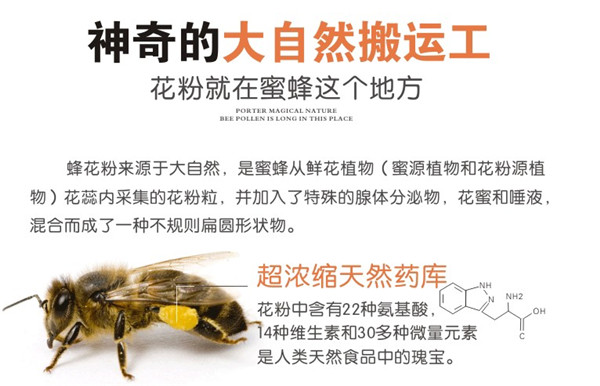 神奇的大自然搬运工
花粉就在蜜蜂这个地方
PORTER MAGICAL NATURE
BEE POLLEN IS LONG IN THIS PLACE
蜂花粉来源于大自然，是蜜蜂从鲜花植物（蜜源植物和花粉源植
物）花蕊内采集的花粉粒，并加入了特殊的腺体分泌物，花蜜和唾液，
混合而成了一种不规则扁圆形状物。
超浓缩天然药库
花粉中含有22种氨基酸，
14种维生素和30多种微量元素
是人类天然食品中的瑰宝。
NH
N
NH2
OH
C